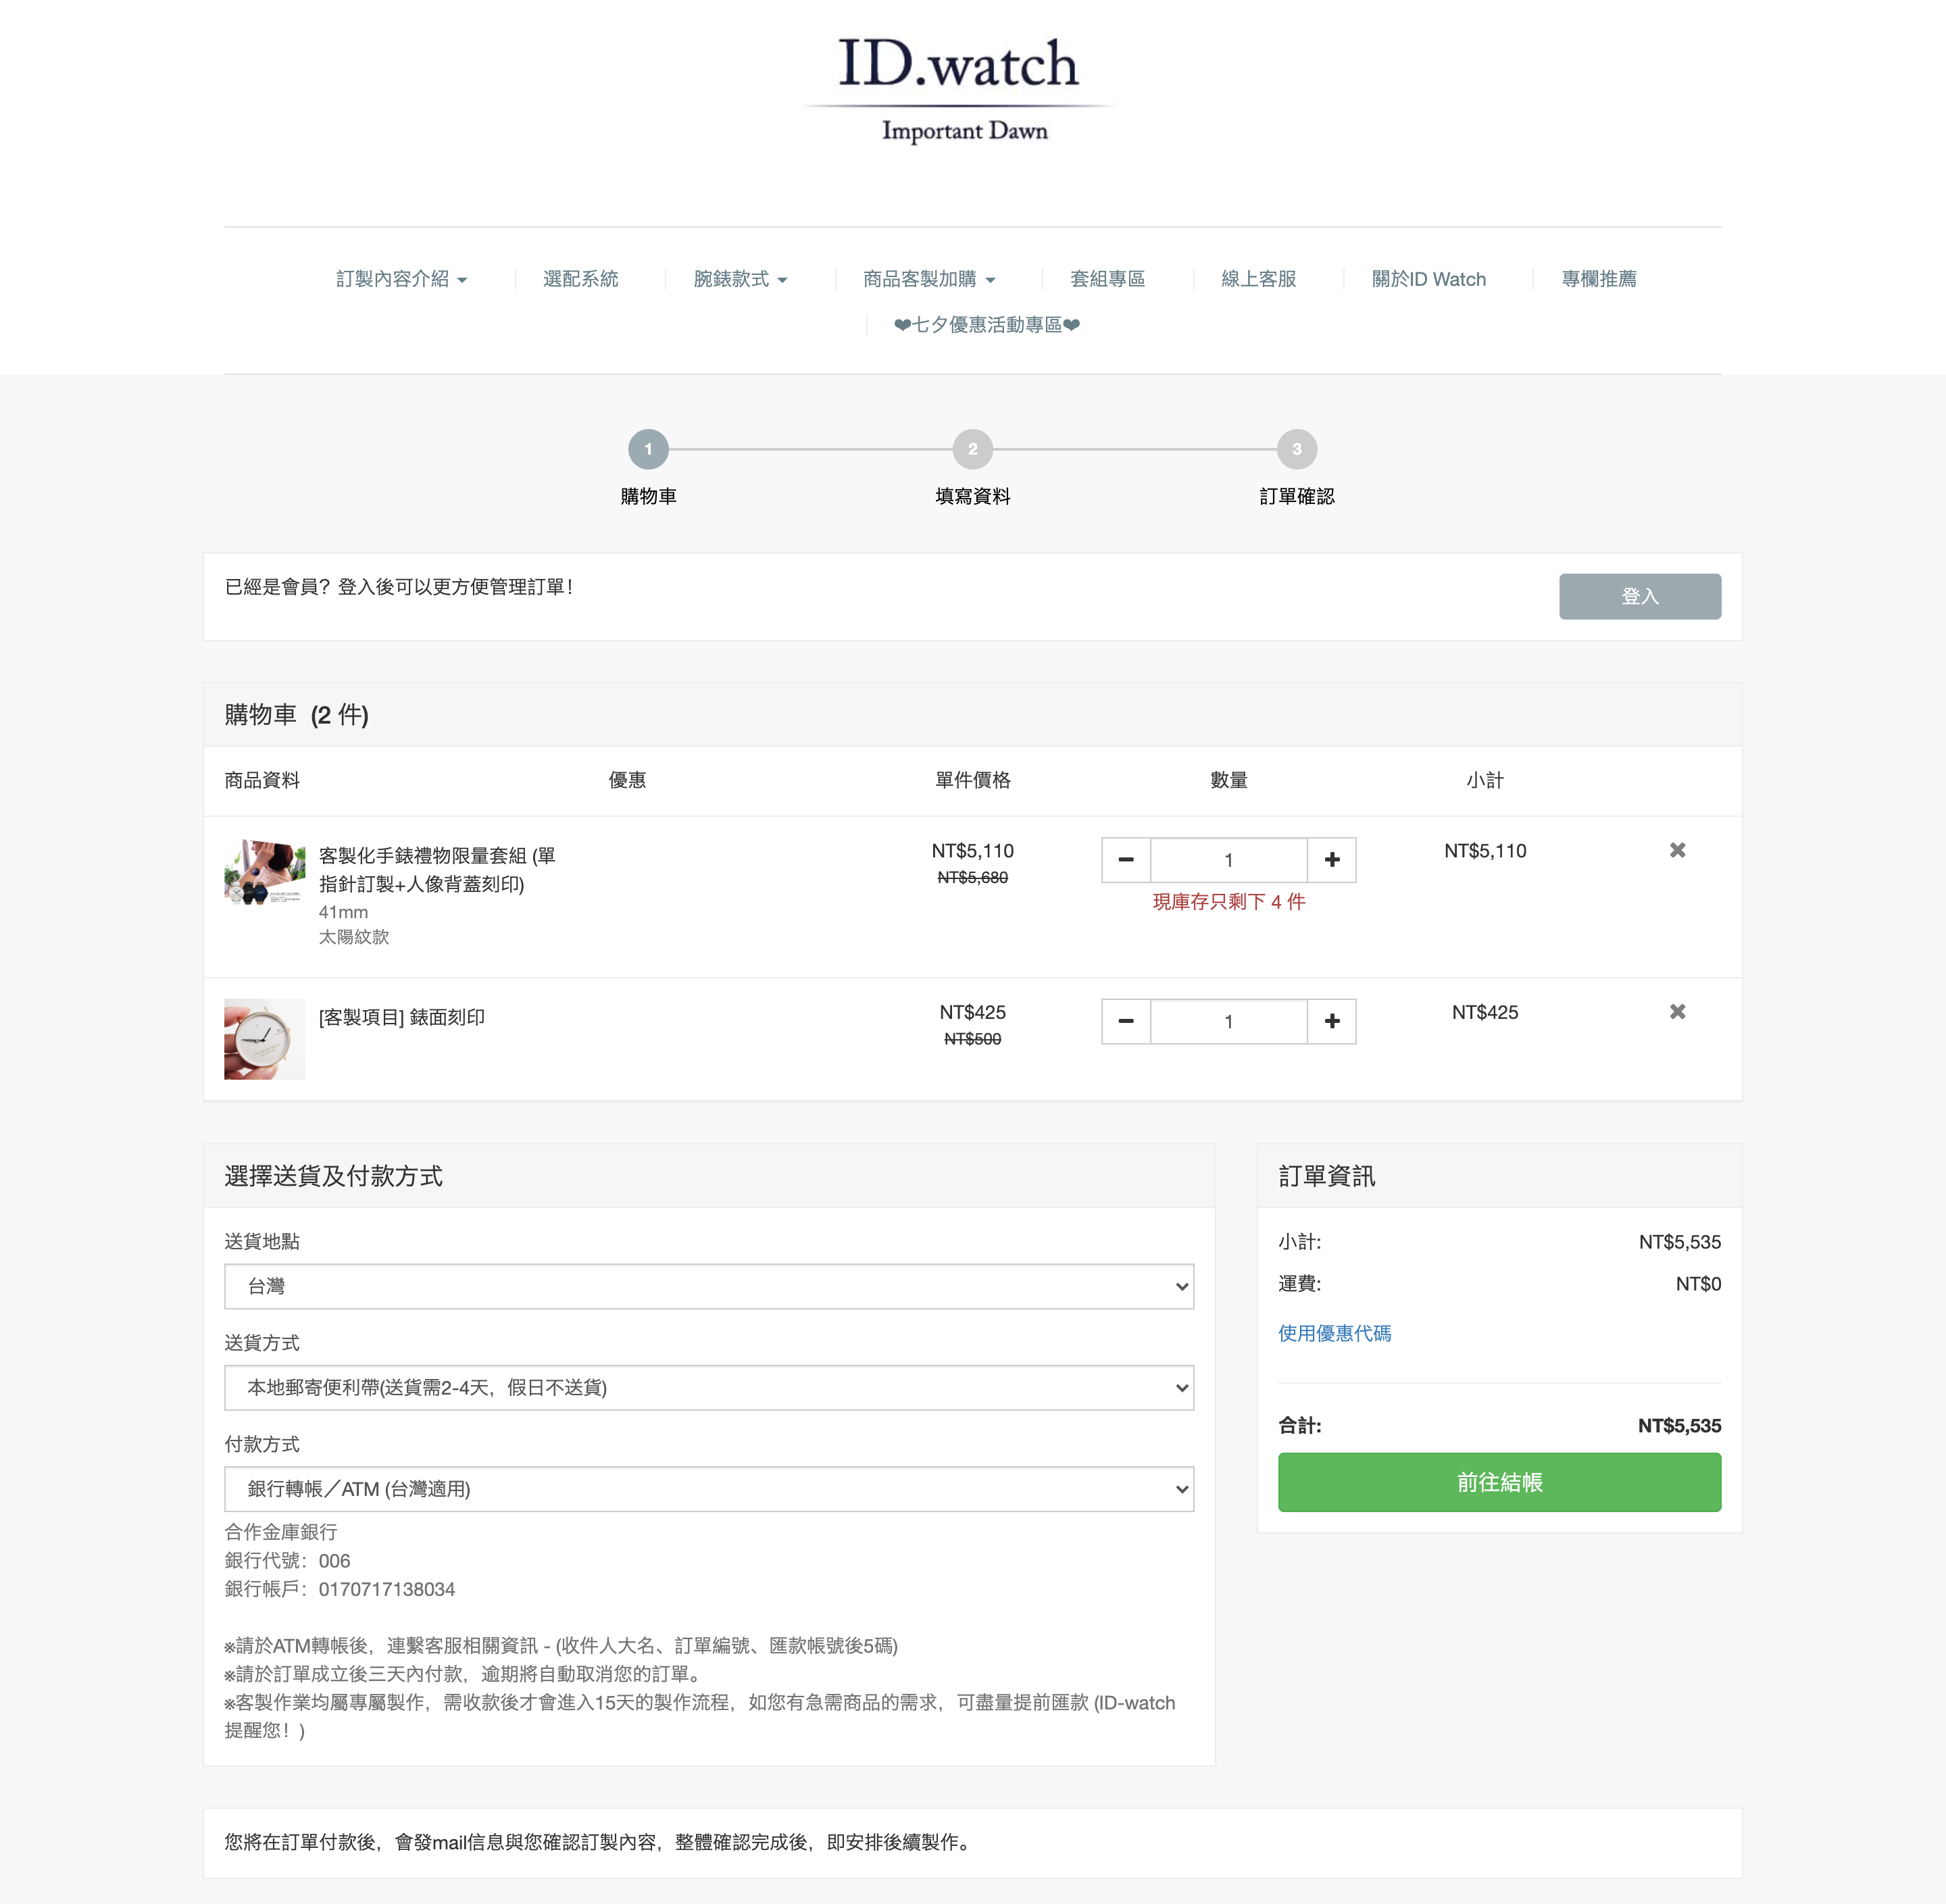 ID.watch
Important Dawn
訂製內容介紹
選配系統
腕錶款式
商品客製加購
套組專區
線上客服
關於ID Watch
專欄推薦
❤七夕優惠活動專區❤
1
2
3
購物車
填寫資料
訂單確認
已經是會員？登入後可以更方便管理訂單！
登入
購物車 (2 件)
商品資料
優惠
單件價格
數量
小計
客製化手錶禮物限量套組 (單
指針訂製+人像背蓋刻印)
41mm
太陽紋款
NT$5,110
NT$5,680
1
現庫存只剩下 4 件
NT$5,110
[客製項目] 錶面刻印
NT$425
NT$500
1
NT$425
選擇送貨及付款方式
送貨地點
台灣
送貨方式
本地郵寄便利帶(送貨需2-4天，假日不送貨)
付款方式
銀行轉帳／ATM (台灣適用)
合作金庫銀行
銀行代號：006
銀行帳戶：0170717138034
※請於ATM轉帳後，連繫客服相關資訊 - (收件人大名、訂單編號、匯款帳號後5碼)
※請於訂單成立後三天內付款，逾期將自動取消您的訂單。
※客製作業均屬專屬製作，需收款後才會進入15天的製作流程，如您有急需商品的需求，可盡量提前匯款 (ID-watch
提醒您！)
訂單資訊
小計:
NT$5,535
運費:
NT$0
使用優惠代碼
合計:
NT$5,535
前往結帳
您將在訂單付款後，會發mail信息與您確認訂製內容，整體確認完成後，即安排後續製作。